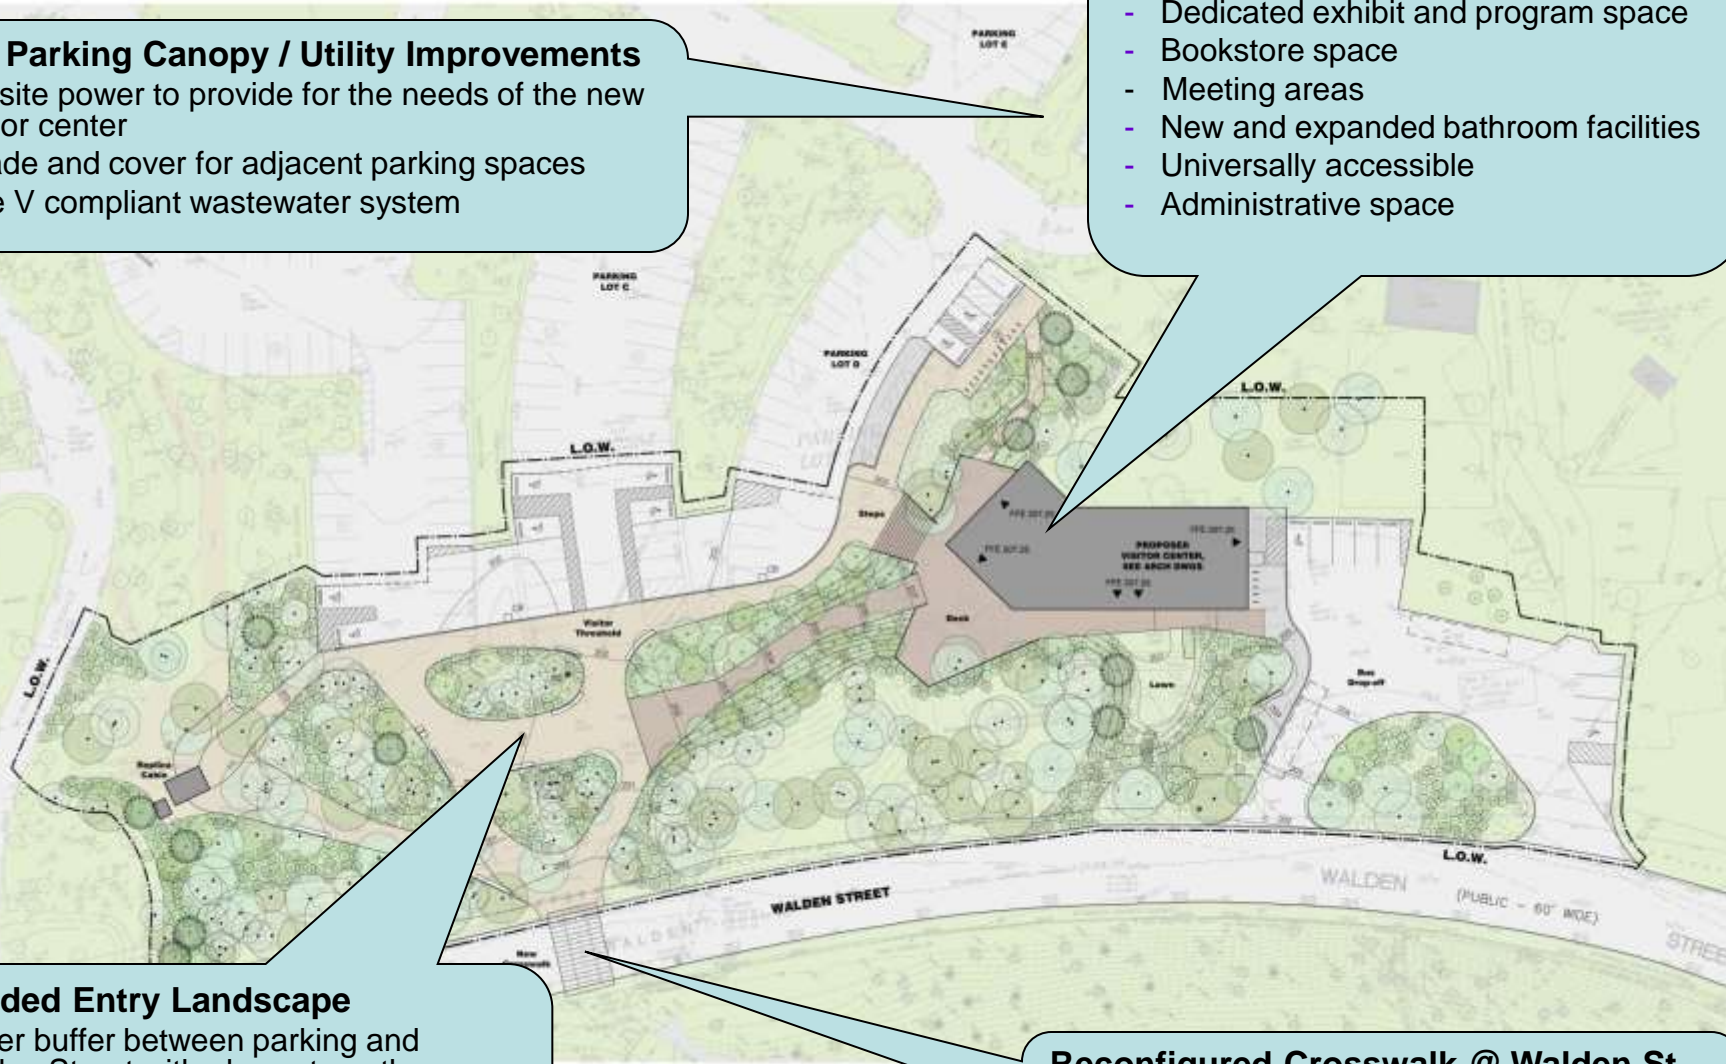 Parking Canopy / Utility Improvements
site power to provide for the needs of the new
or center
ade and cover for adjacent parking spaces
e V compliant wastewater system
- Dedicated exhibit and program space
- Bookstore space
- Meeting areas
- New and expanded bathroom facilities
- Universally accessible
- Administrative space
PARKING
LOT E
PARKING
LOT C
PARKING
LOT D
L.O.W.
L.O.W.
L.O.W.
L.O.W.
Steps
PROPOSED
VISITOR CENTER,
SEE ARCH DWGS
Visitor
Threshold
Deck
Lawn
Bus
Drop-off
Replica
Cabin
WALDEN STREET
WALDEN
(PUBLIC - 60' WIDE)
STREE
New
ded Entry Landscape
er buffer between parking and
Reconfigured Crosswalk @ Walden St